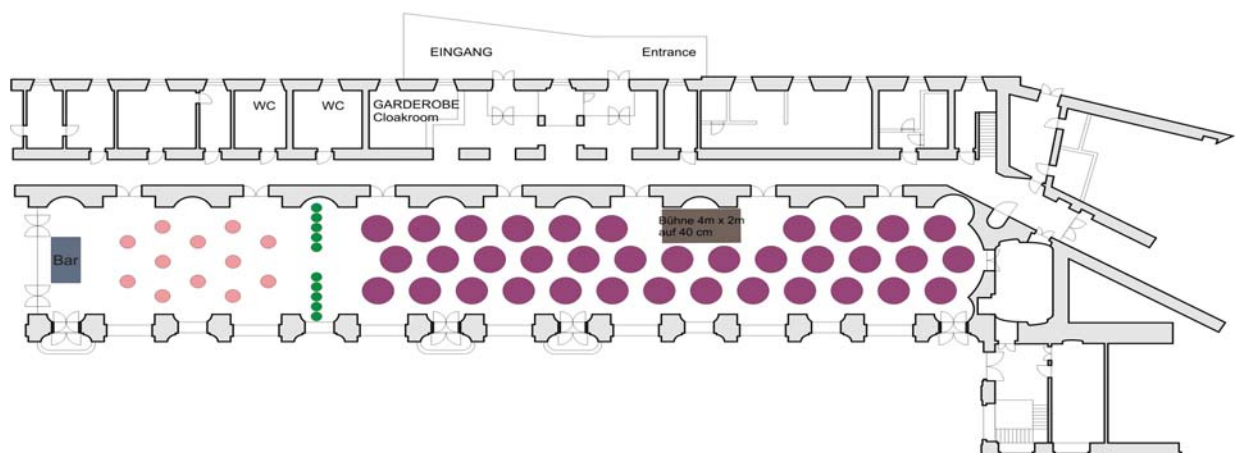 EINGANG
Entrance
WC
WC
GARDEROBE
Cloakroom
Bühne 4m x 2m
auf 40 cm
Bar